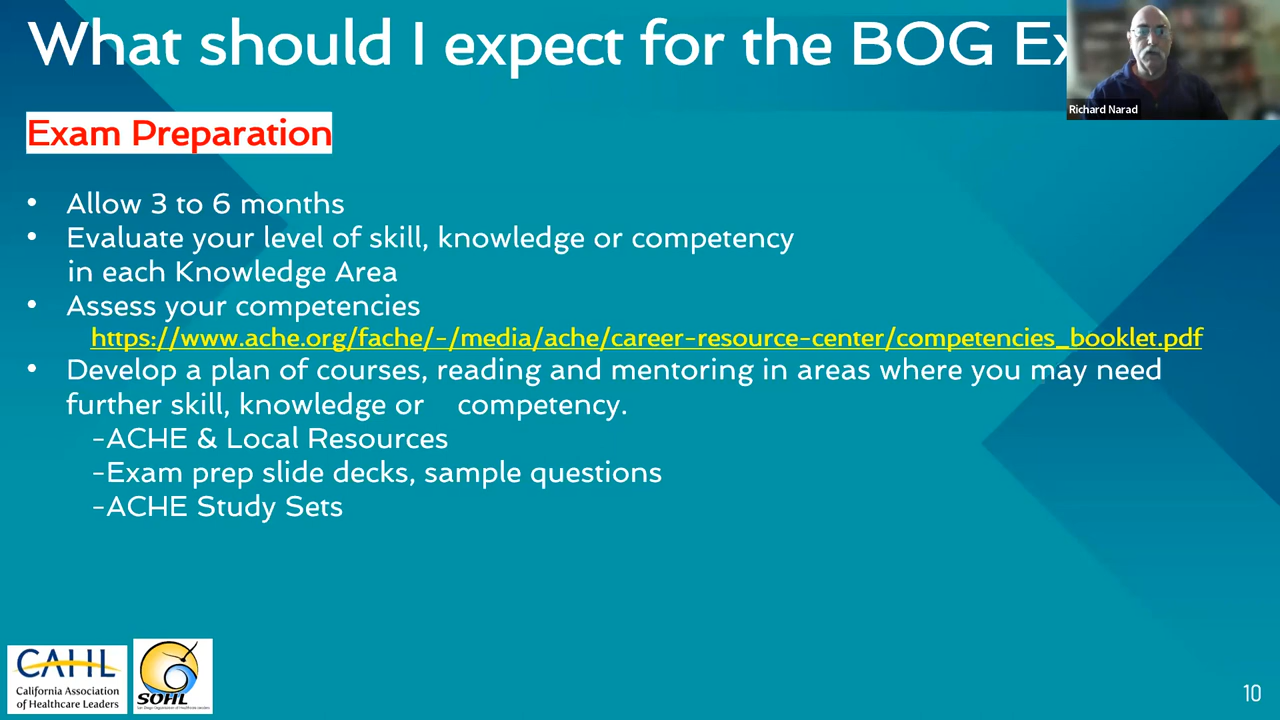 What should I expect for the BOG Ex
Richard Narad
Exam Preparation
• Allow 3 to 6 months
• Evaluate your level of skill, knowledge or competency
in each Knowledge Area
• Assess your competencies
https://www.ache.org/fache/-/media/ache/career-resource-center/competencies_booklet.pdf
• Develop a plan of courses, reading and mentoring in areas where you may need
further skill, knowledge or competency.
-ACHE & Local Resources
-Exam prep slide decks, sample questions
-ACHE Study Sets
CAHL
California Association
of Healthcare Leaders
SOHL
San Diego Organization of Healthcare Leaders
10